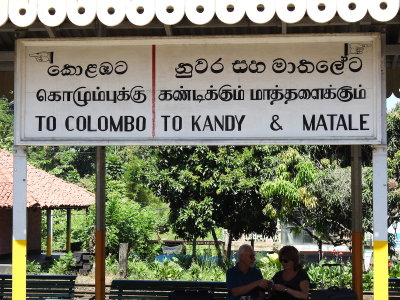 කොළඹට නුවර සහ මාතලේට
கொழும்புக்கு கண்டிக்கும் மாத்தளைக்கும்
TO COLOMBO TO KANDY & MATALE